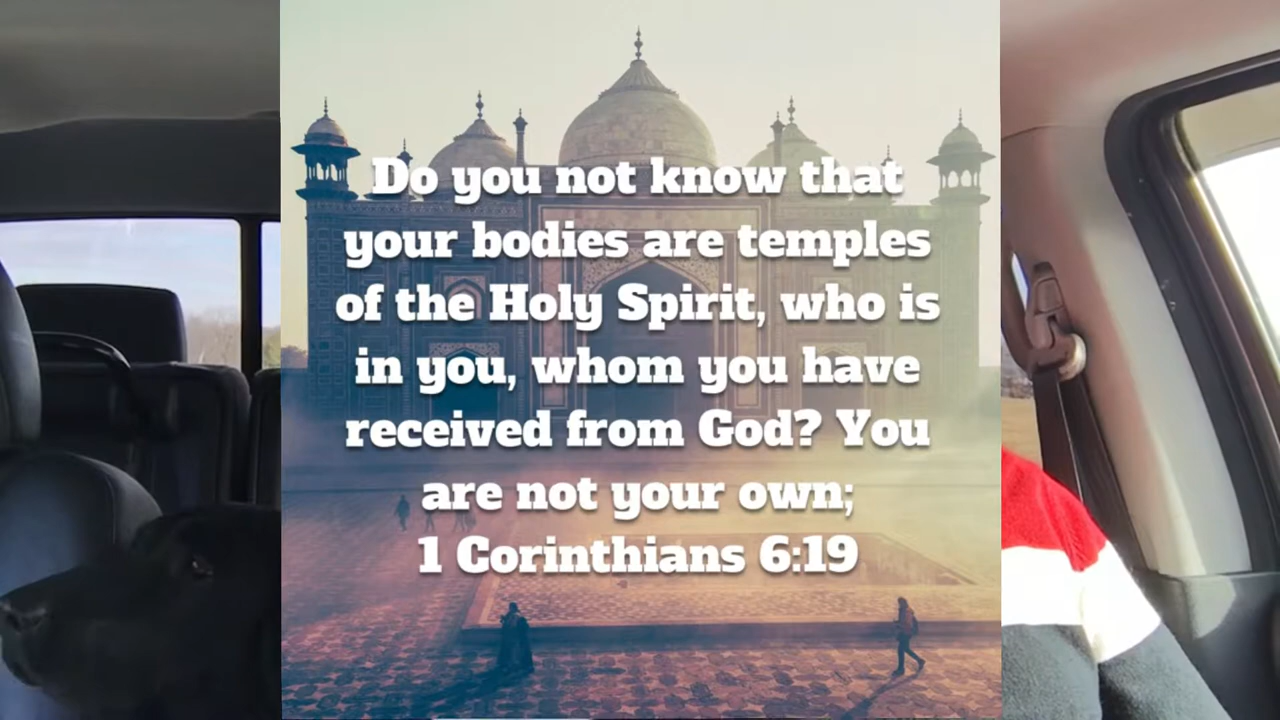 Do you not know that
your bodies are temples
of the Holy Spirit, who is
in you, whom you have
received from God? You
are not your own;
1 Corinthians 6:19